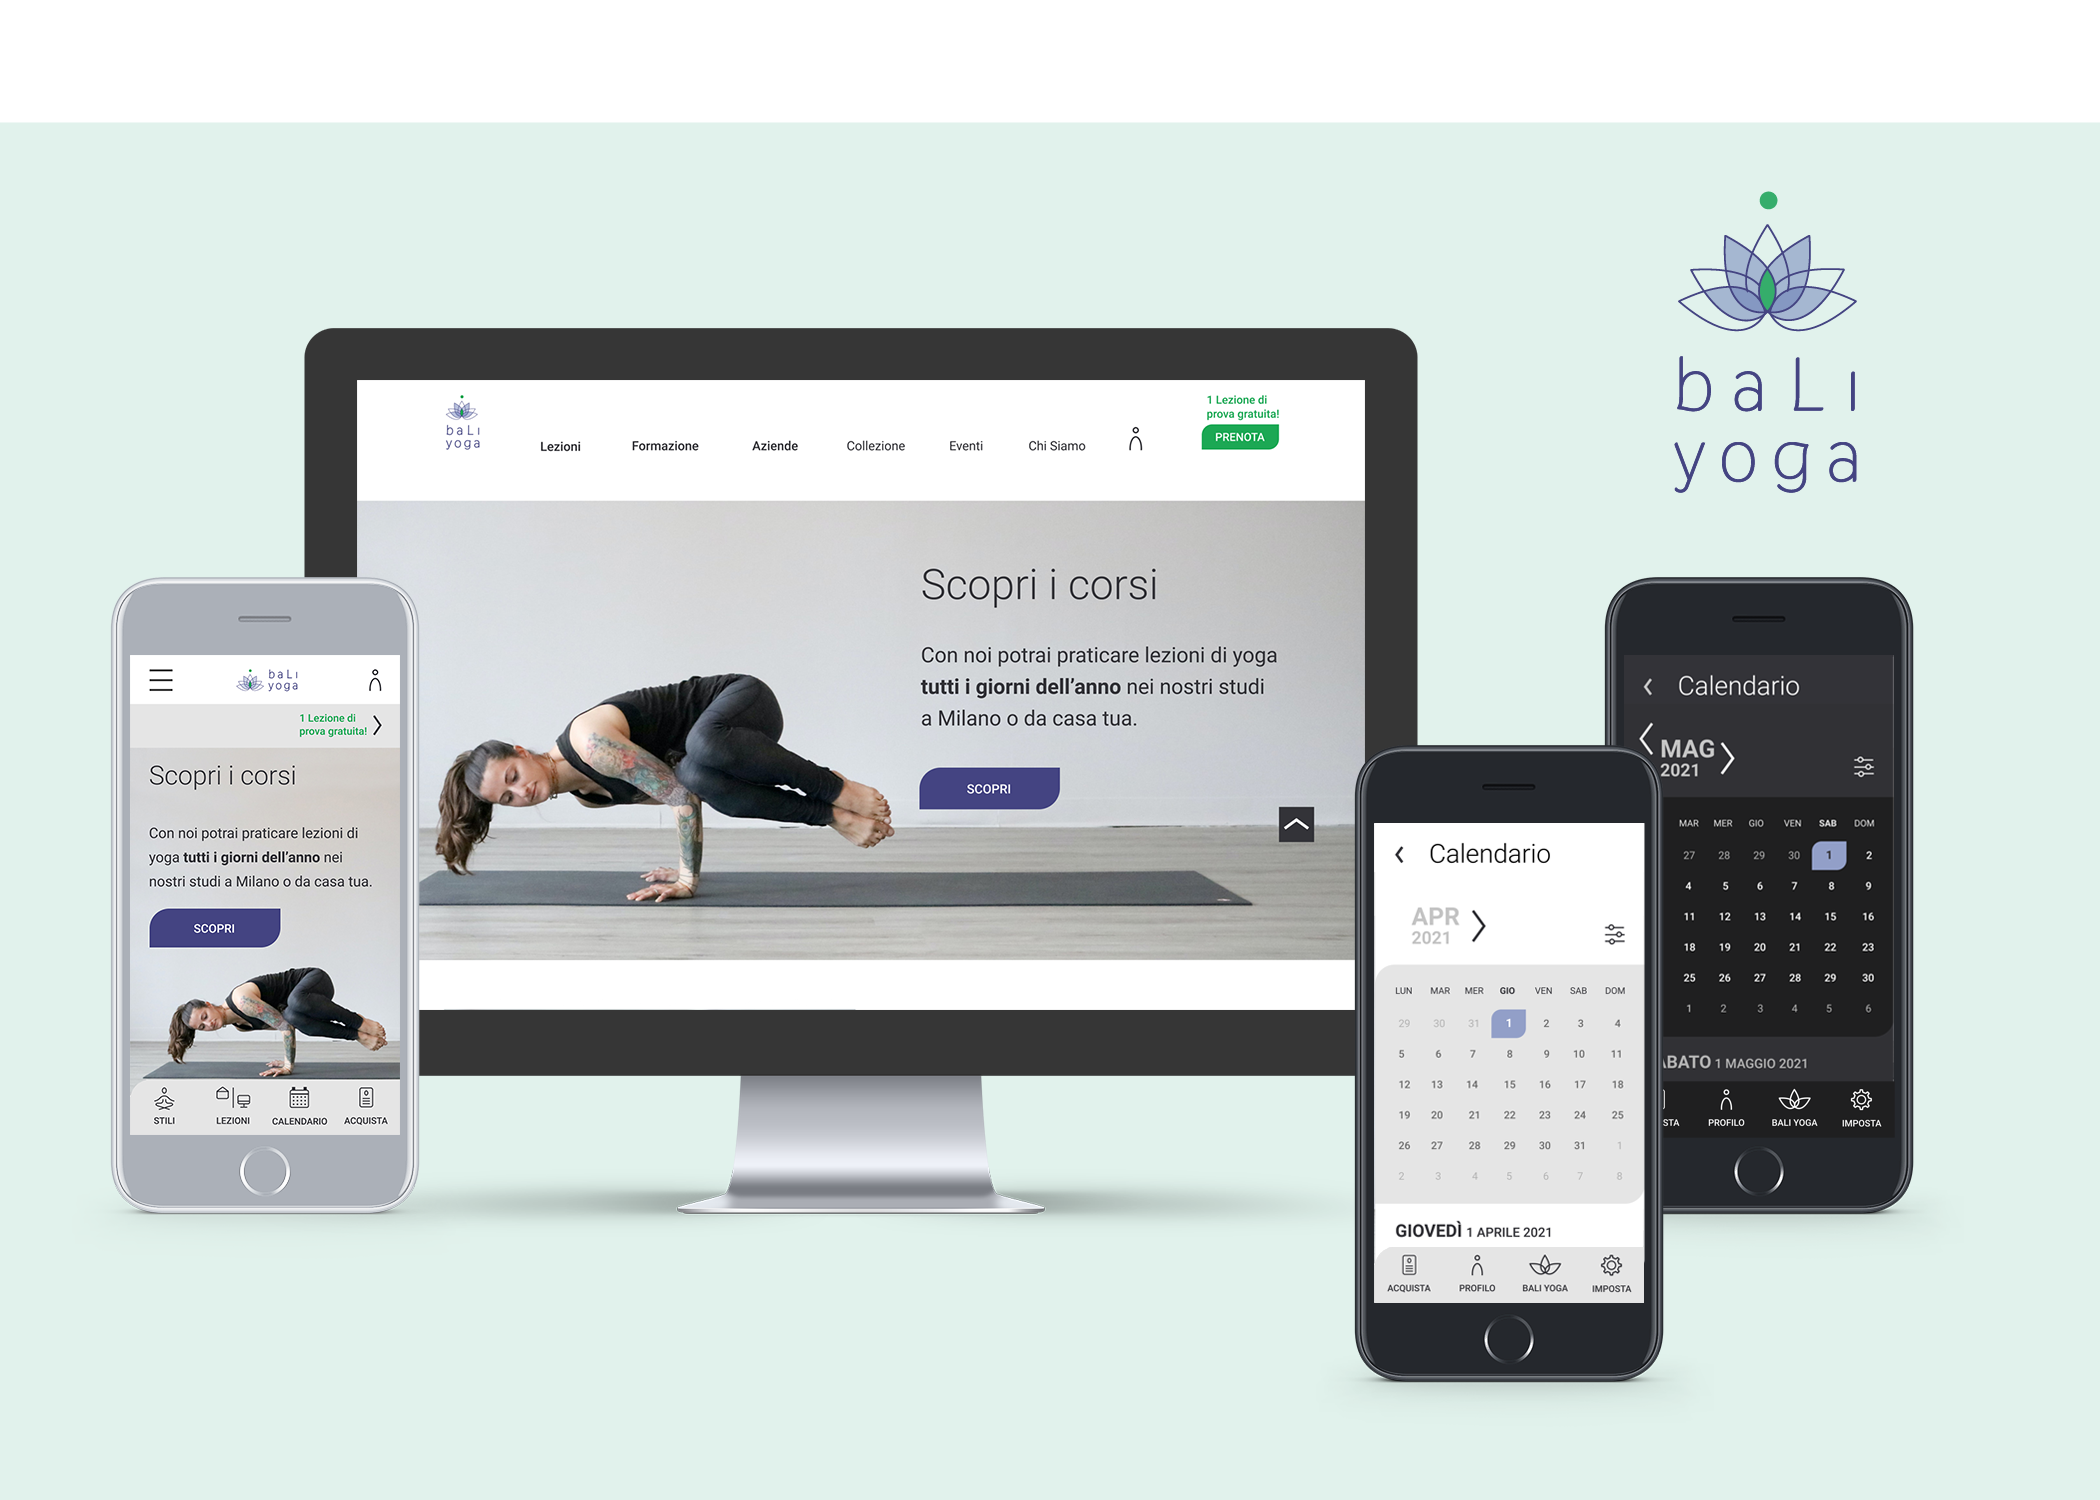 baLı
yoga
baLı
yoga
Lezioni
Formazione
Aziende
Collezione
Eventi
Chi Siamo
1 Lezione di
prova gratuita!
PRENOTA
Scopri i corsi
Con noi potrai praticare lezioni di yoga
tutti i giorni dell'anno nei nostri studi
a Milano o da casa tua.
SCOPRI
baLı
yoga
1 Lezione di
prova gratuita!
Scopri i corsi
Con noi potrai praticare lezioni di
yoga tutti i giorni dell'anno nei
nostri studi a Milano o da casa tua.
SCOPRI
STILI LEZIONI CALENDARIO ACQUISTA
Calendario
APR
2021
LUN MAR MER GIO VEN SAB DOM
29 30 31 1 2 3 4
5 6 7 8 9 10 11
12 13 14 15 16 17 18
19 20 21 22 23 24 25
26 27 28 29 30 31 1
2 3 4 5 6 7 8
GIOVEDÌ 1 APRILE 2021
ACQUISTA PROFILO BALI YOGA IMPOSTA
Calendario
MAG
2021
MAR MER GIO VEN SAB DOM
27 28 29 30 1 2
4 5 6 7 8 9
11 12 13 14 15 16
18 19 20 21 22 23
25 26 27 28 29 30
1 2 3 4 5 6
ABATO 1 MAGGIO 2021
STA PROFILO BALI YOGA IMPOSTA